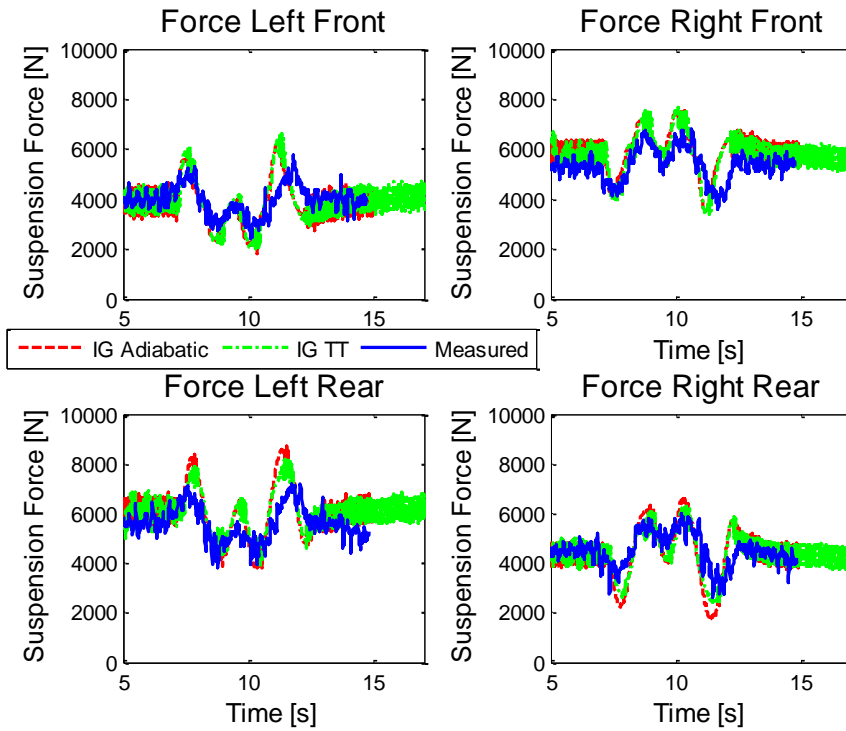 Force Left Front
Force Right Front
Suspension Force [N]
10000
8000
6000
4000
2000
0
5
10
15
Suspension Force [N]
10000
8000
6000
4000
2000
0
5
10
15
Time [s]
IG Adiabatic
IG TT
Measured
Force Left Rear
Force Right Rear
Suspension Force [N]
10000
8000
6000
4000
2000
0
5
10
15
Time [s]
Suspension Force [N]
10000
8000
6000
4000
2000
0
5
10
15
Time [s]